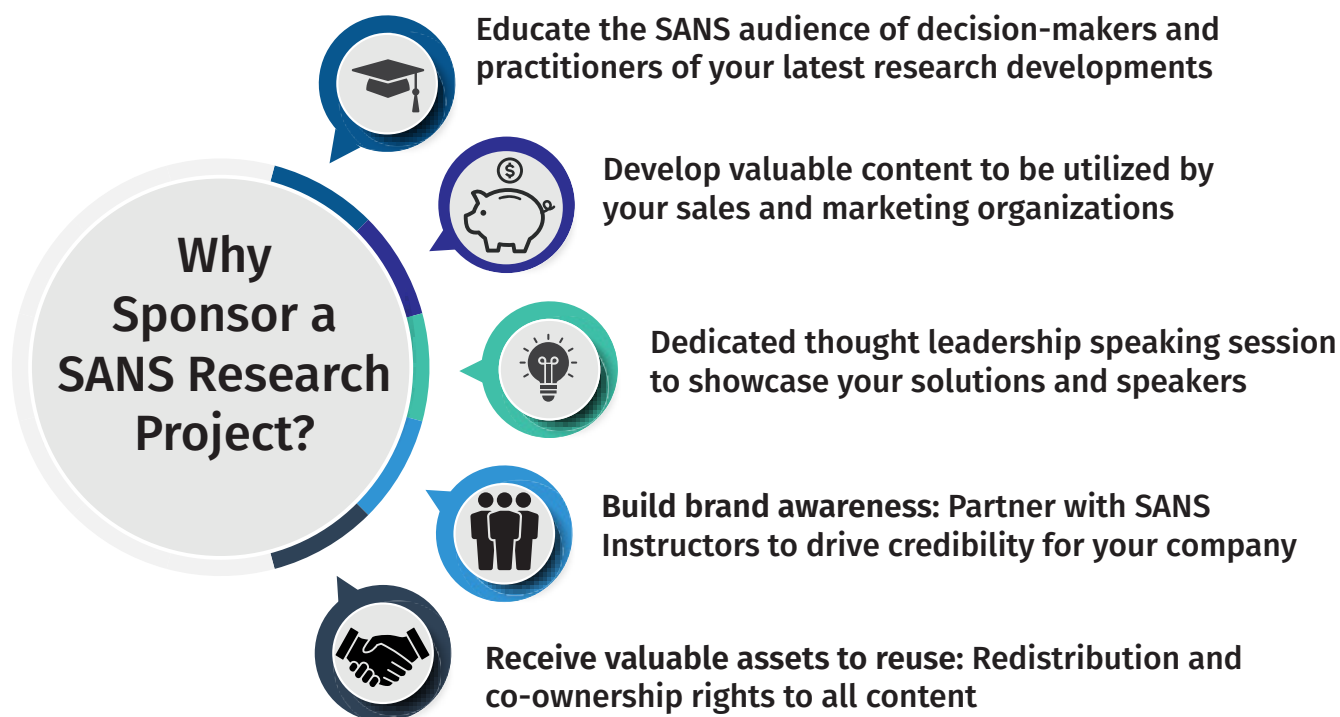 Educate the SANS audience of decision-makers and
practitioners of your latest research developments
$
Develop valuable content to be utilized by
your sales and marketing organizations
Why
Sponsor a
SANS Research
Project?
Dedicated thought leadership speaking session
to showcase your solutions and speakers
Build brand awareness: Partner with SANS
Instructors to drive credibility for your company
Receive valuable assets to reuse: Redistribution and
co-ownership rights to all content